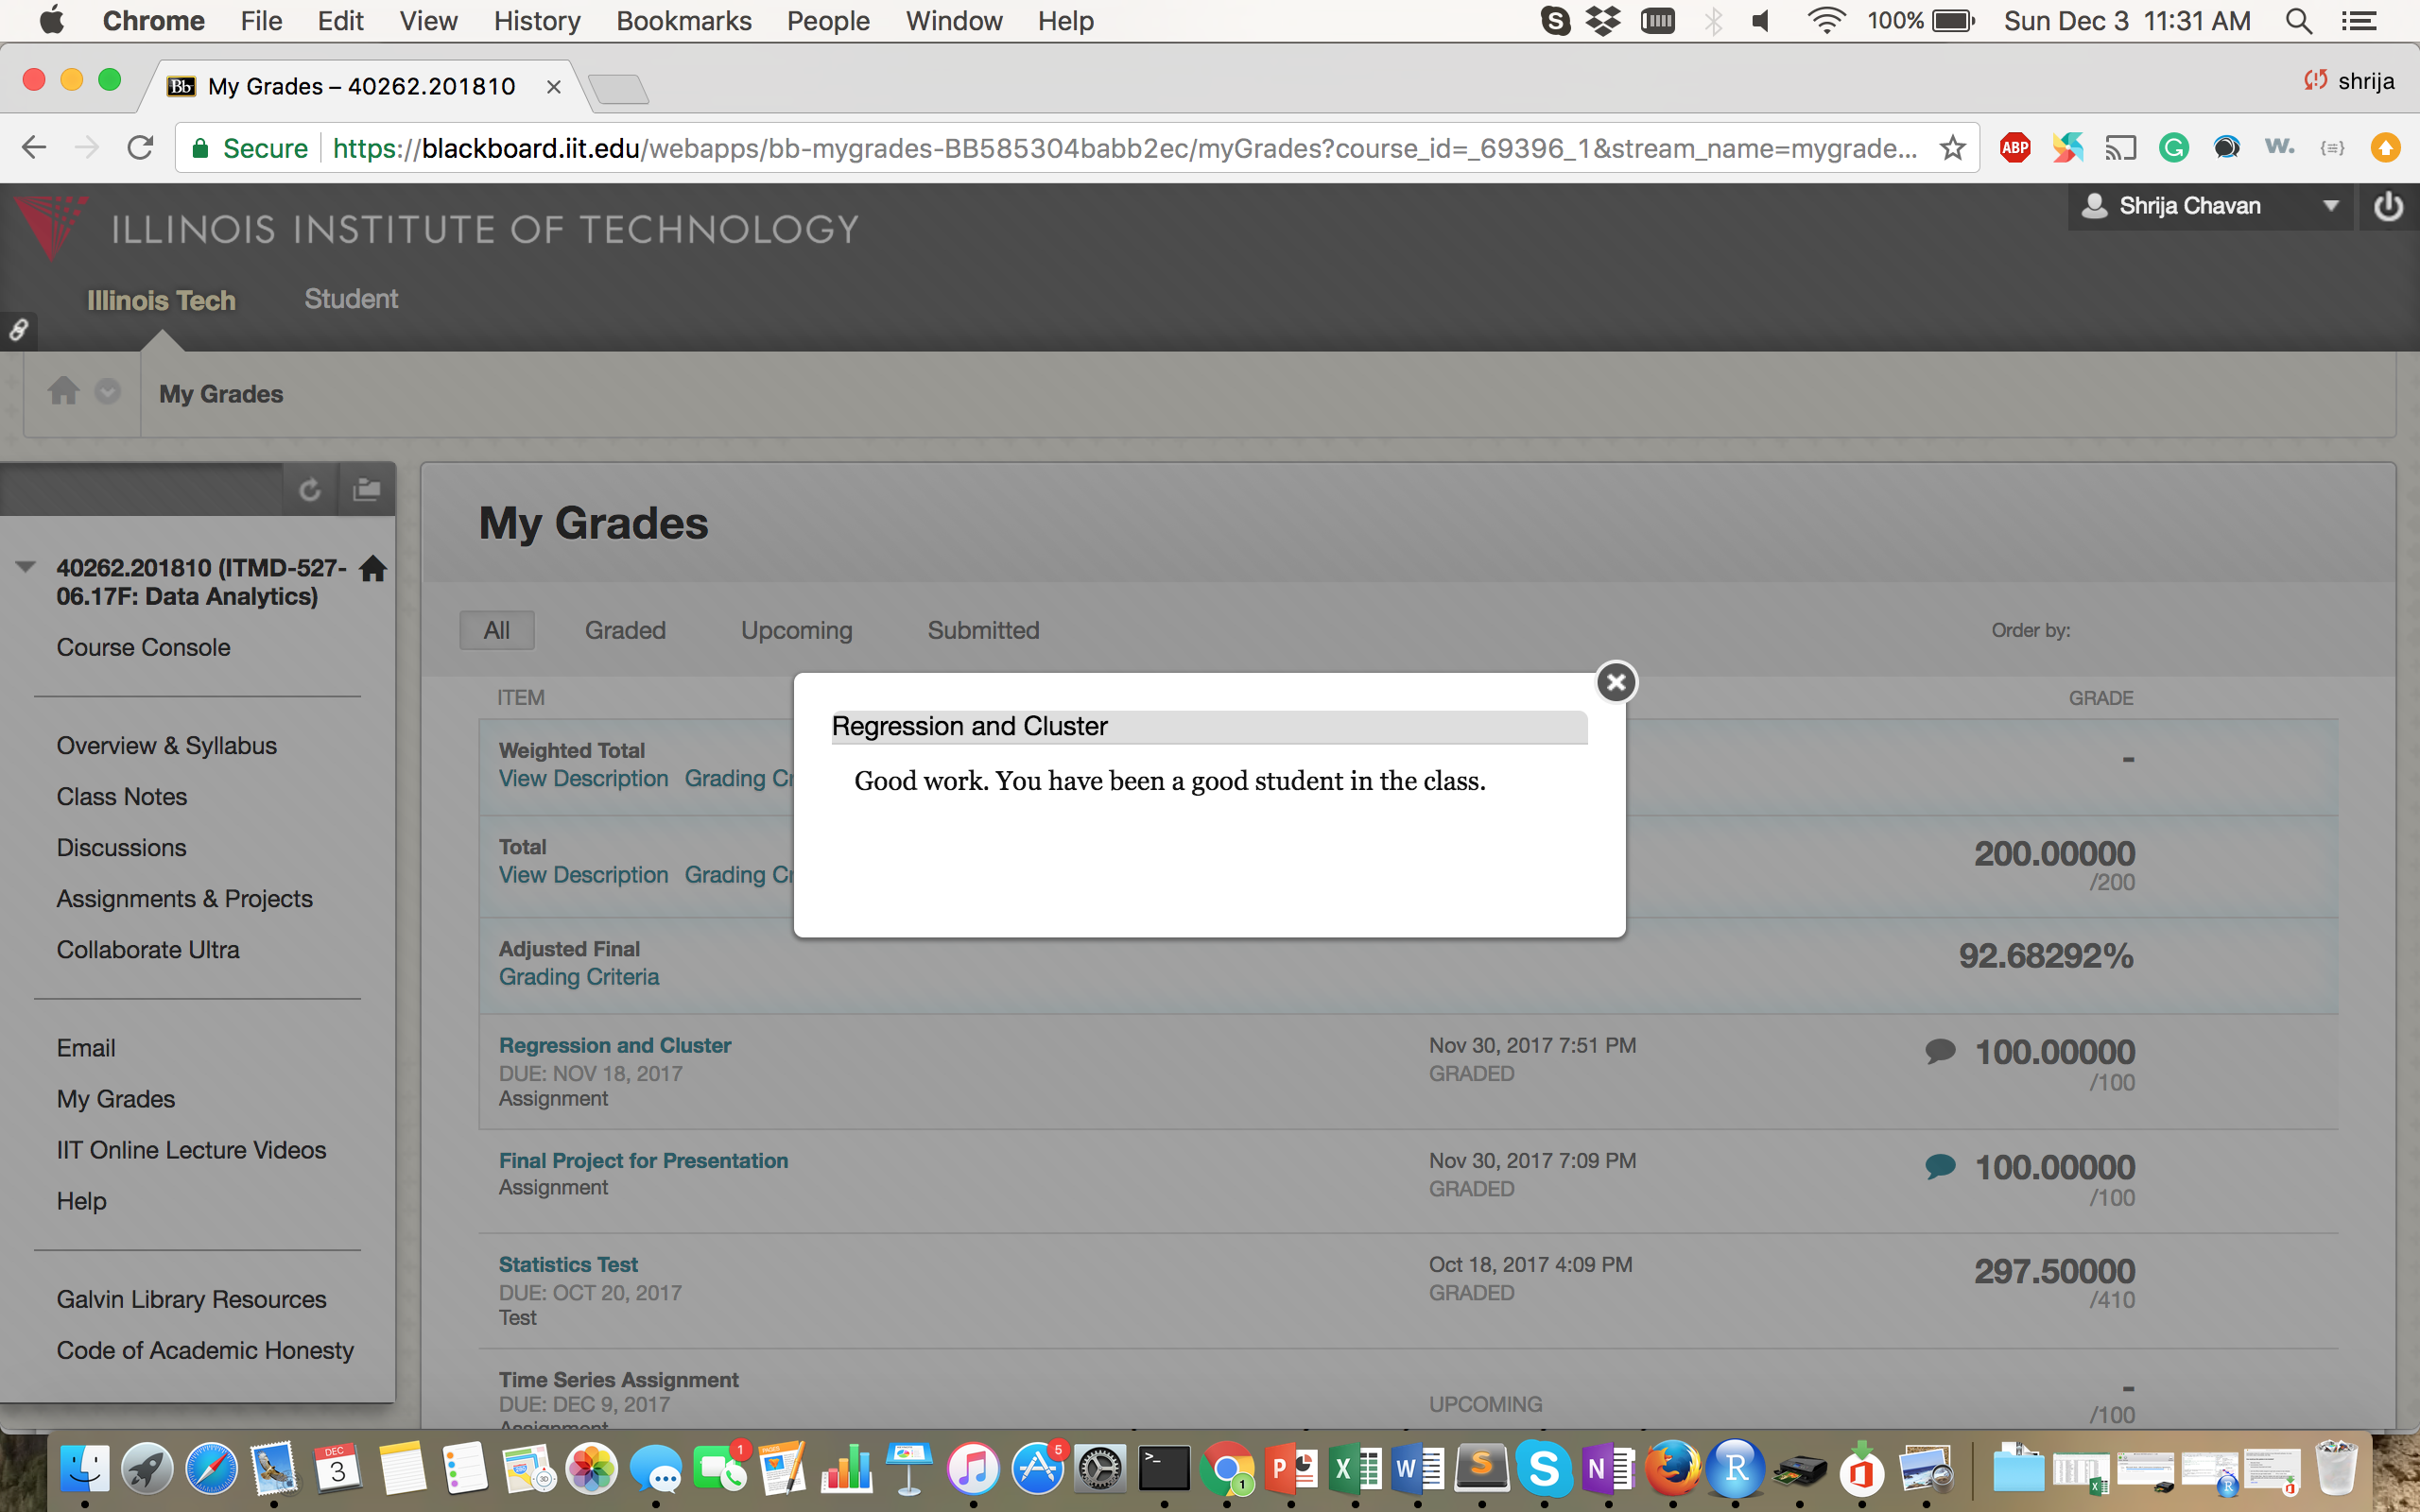 Chrome File Edit View History Bookmarks People Window Help 100% Sun Dec 3 11:31 AM
Bb My Grades – 40262.201810 shrija
Secure https://blackboard.iit.edu/webapps/bb-mygrades-BB585304babb2ec/myGrades?course_id=_69396_1&stream_name=mygrade... ABP
ILLINOIS INSTITUTE OF TECHNOLOGY
Shrija Chavan
Illinois Tech Student
My Grades
40262.201810 (ITMD-527-
06.17F: Data Analytics)
Course Console
Overview & Syllabus
Class Notes
Discussions
Assignments & Projects
Collaborate Ultra
Email
My Grades
IIT Online Lecture Videos
Help
Galvin Library Resources
Code of Academic Honesty
My Grades
All Graded Upcoming Submitted Order by:
ITEM GRADE
Regression and Cluster
Good work. You have been a good student in the class.
Weighted Total -
View Description Grading
Total 200.00000
View Description Grading /200
Adjusted Final 92.68292%
Grading Criteria
Regression and Cluster Nov 30, 2017 7:51 PM 100.00000
DUE: NOV 18, 2017 GRADED /100
Assignment
Final Project for Presentation Nov 30, 2017 7:09 PM 100.00000
Assignment GRADED /100
Statistics Test Oct 18, 2017 4:09 PM 297.50000
DUE: OCT 20, 2017 GRADED /410
Test
Time Series Assignment -
DUE: DEC 9, 2017 UPCOMING /100
Assignment
DEC
3
1
5
1